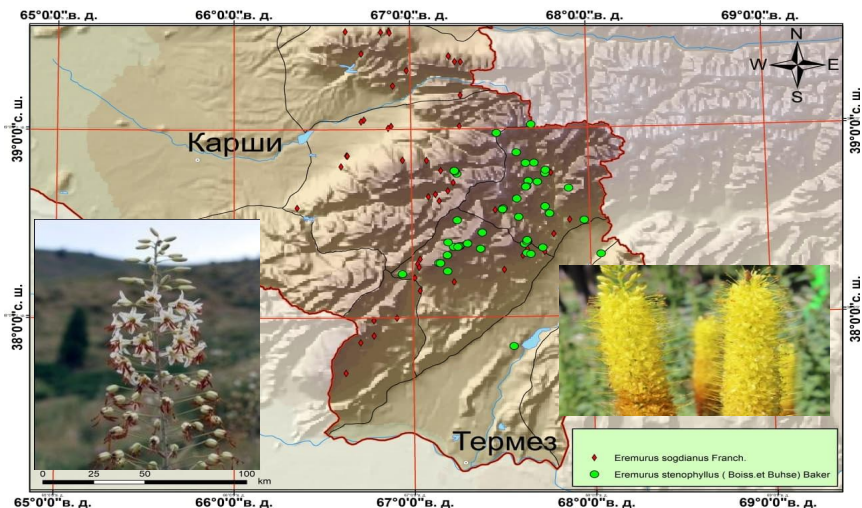 65°0'0"в. д. 66°0'0"в. д. 67°0'0"в. д. 68°0'0"в. д. 69°0'0"в. д.
N
W E
S
39°0'0"с. ш. 39°0'0"с. ш.
Карши
38°0'0"с. ш. 38°0'0"с. ш.
Термез
Eremurus sogdianus Franch.
Eremurus stenophyllus ( Boiss.et Buhse) Baker
0 25 50 100
km
65°0'0"в. д. 66°0'0"в. д. 67°0'0"в. д. 68°0'0"в. д. 69°0'0"в. д.